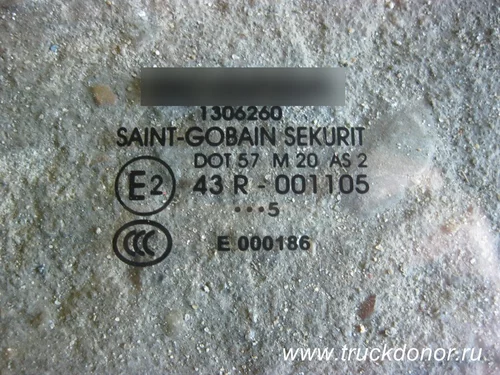 1306260
SAINT-GOBAIN SEKURIT
DOT 57 M 20 AS 2
E2 43 R - 001105
•••5
CCC E 000186
www.truckdonor.ru